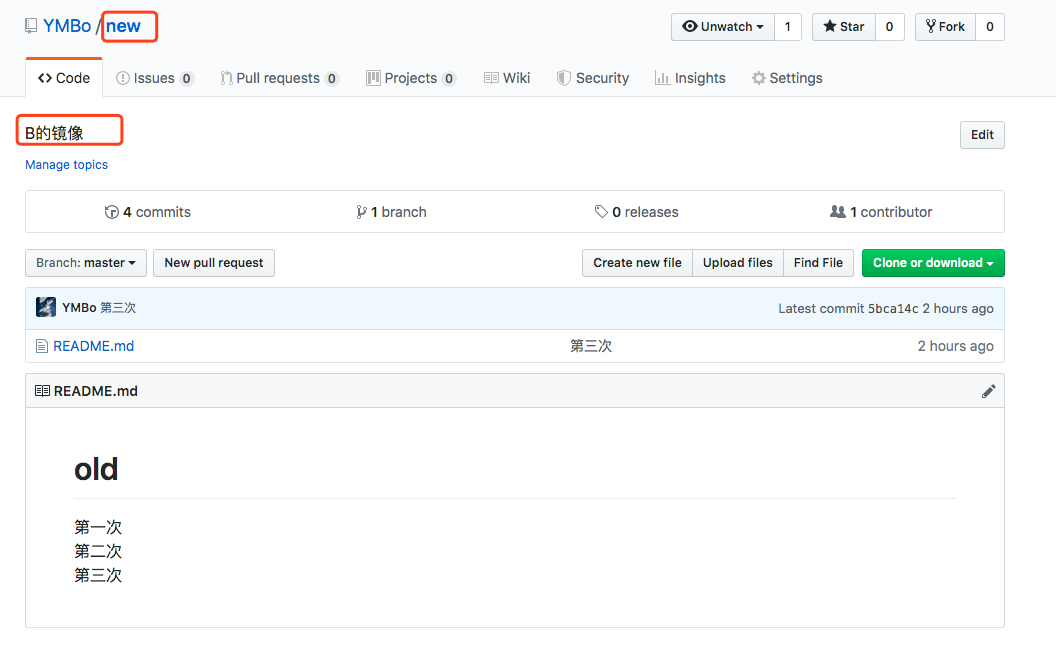 YMBo / new
Unwatch 1 Star 0 Fork 0
Code Issues 0 Pull requests 0 Projects 0 Wiki Security Insights Settings
B的镜像
Edit
Manage topics
4 commits 1 branch 0 releases 1 contributor
Branch: master New pull request Create new file Upload files Find File Clone or download
YMBo 第三次 Latest commit 5bca14c 2 hours ago
README.md 第三次 2 hours ago
README.md
old
第一次
第二次
第三次